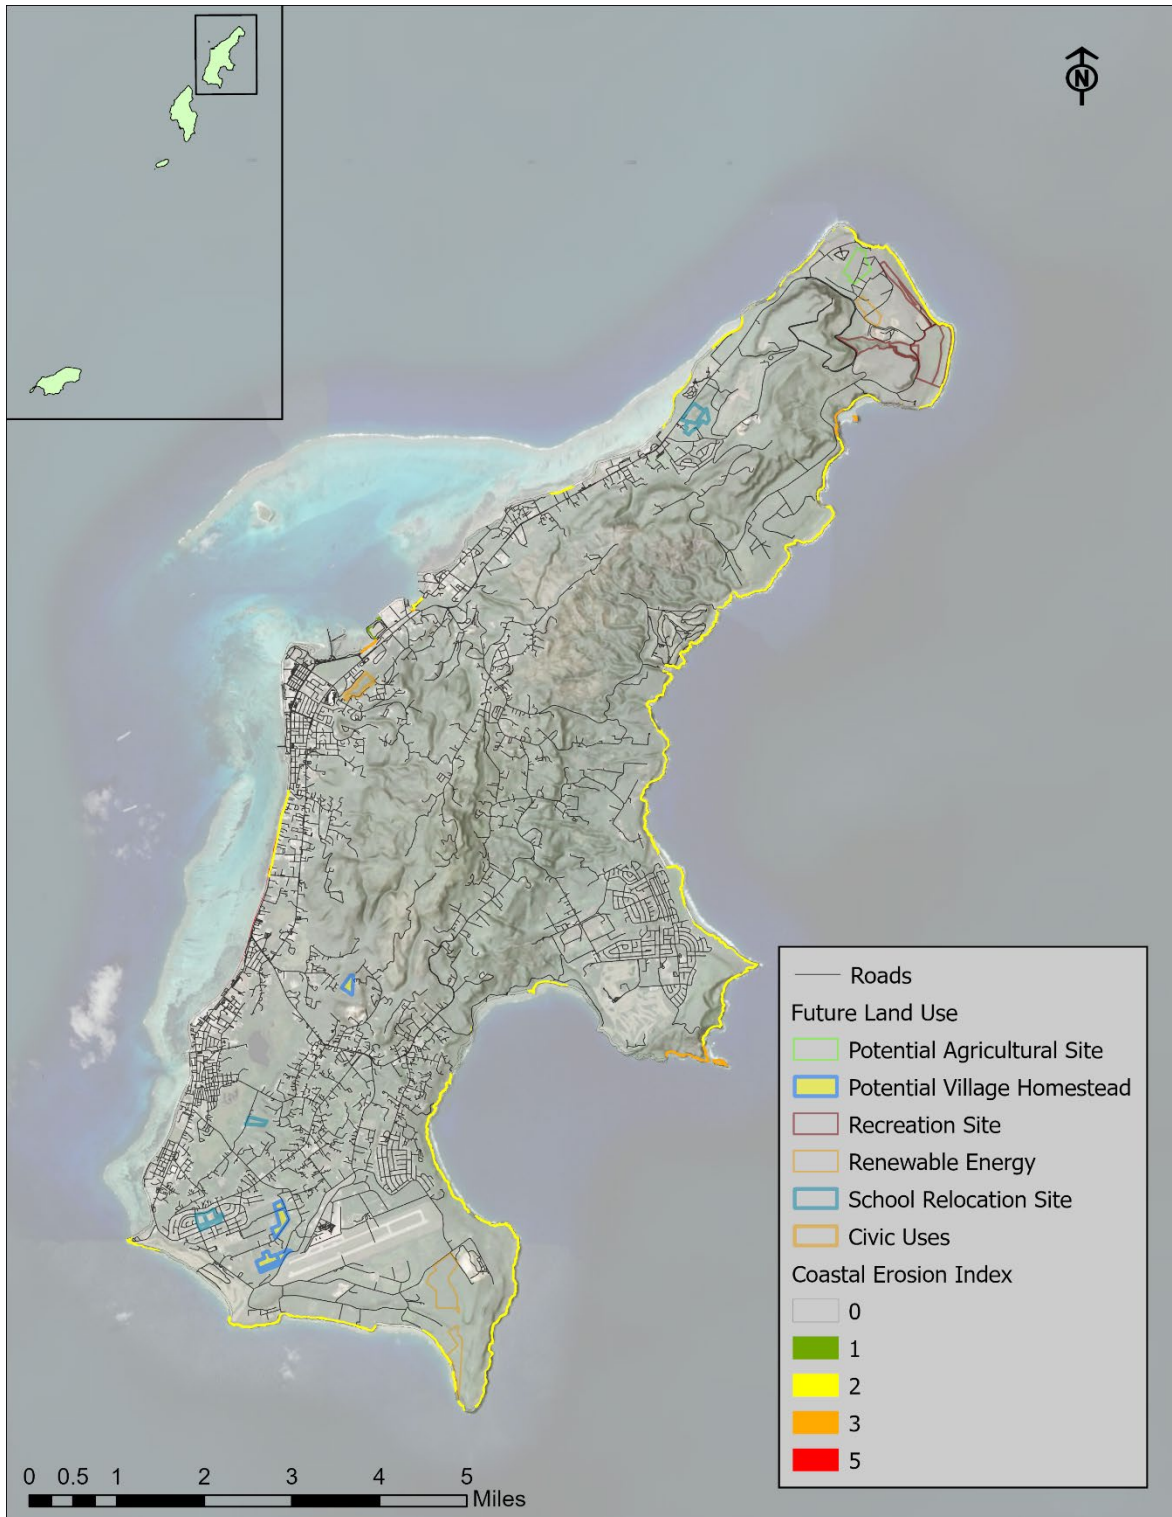 N
Roads
Future Land Use
Potential Agricultural Site
Potential Village Homestead
Recreation Site
Renewable Energy
School Relocation Site
Civic Uses
Coastal Erosion Index
0
1
2
3
5
0 0.5 1 2 3 4 5
Miles